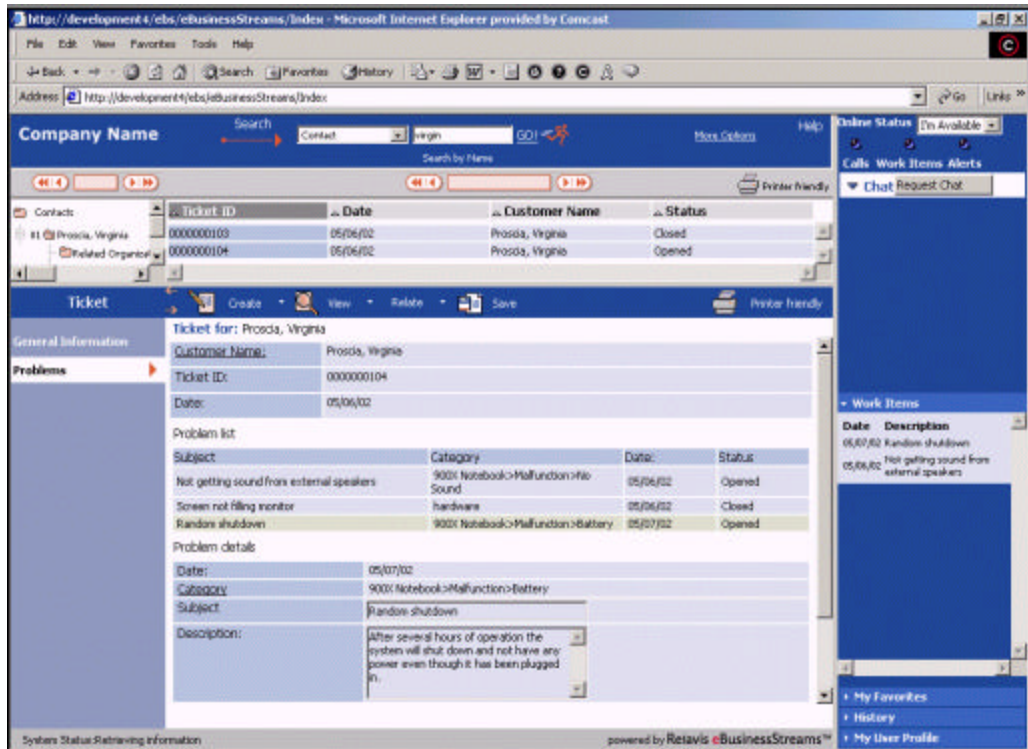 http://development4/ebs/eBusinessStreams/Index - Microsoft Internet Explorer provided by Comcast
File Edit View Favorites Tools Help
Back Search Favorites History
Address http://development4/ebs/eBusinessStreams/Index Go Links »
Company Name Search Contact virgin GO! More Options Help
Search by Name
Online Status I'm Available
Calls Work Items Alerts
Printer friendly
Chat Request Chat
Contacts
#1 Proscia, Virginia
Related Organizat
Ticket ID Date Customer Name Status
0000000103 05/06/02 Proscia, Virginia Closed
0000000104 05/06/02 Proscia, Virginia Opened
Ticket Create View Relate Save Printer friendly
General Information
Problems
Ticket for: Proscia, Virginia
Customer Name: Proscia, Virginia
Ticket ID: 0000000104
Date: 05/06/02
Problem list
Subject Category Date: Status
Not getting sound from external speakers 900X Notebook>Malfunction>No Sound 05/06/02 Opened
Screen not filling monitor hardware 05/06/02 Closed
Random shutdown 900X Notebook>Malfunction>Battery 05/07/02 Opened
Problem details
Date: 05/07/02
Category 900X Notebook>Malfunction>Battery
Subject Random shutdown
Description: After several hours of operation the
system will shut down and not have any
power even though it has been plugged
in.
Work Items
Date Description
05/07/02 Random shutdown
05/06/02 Not getting sound from
external speakers
My Favorites
History
My User Profile
System Status:Retrieving information
powered by Relavis eBusinessStreams™